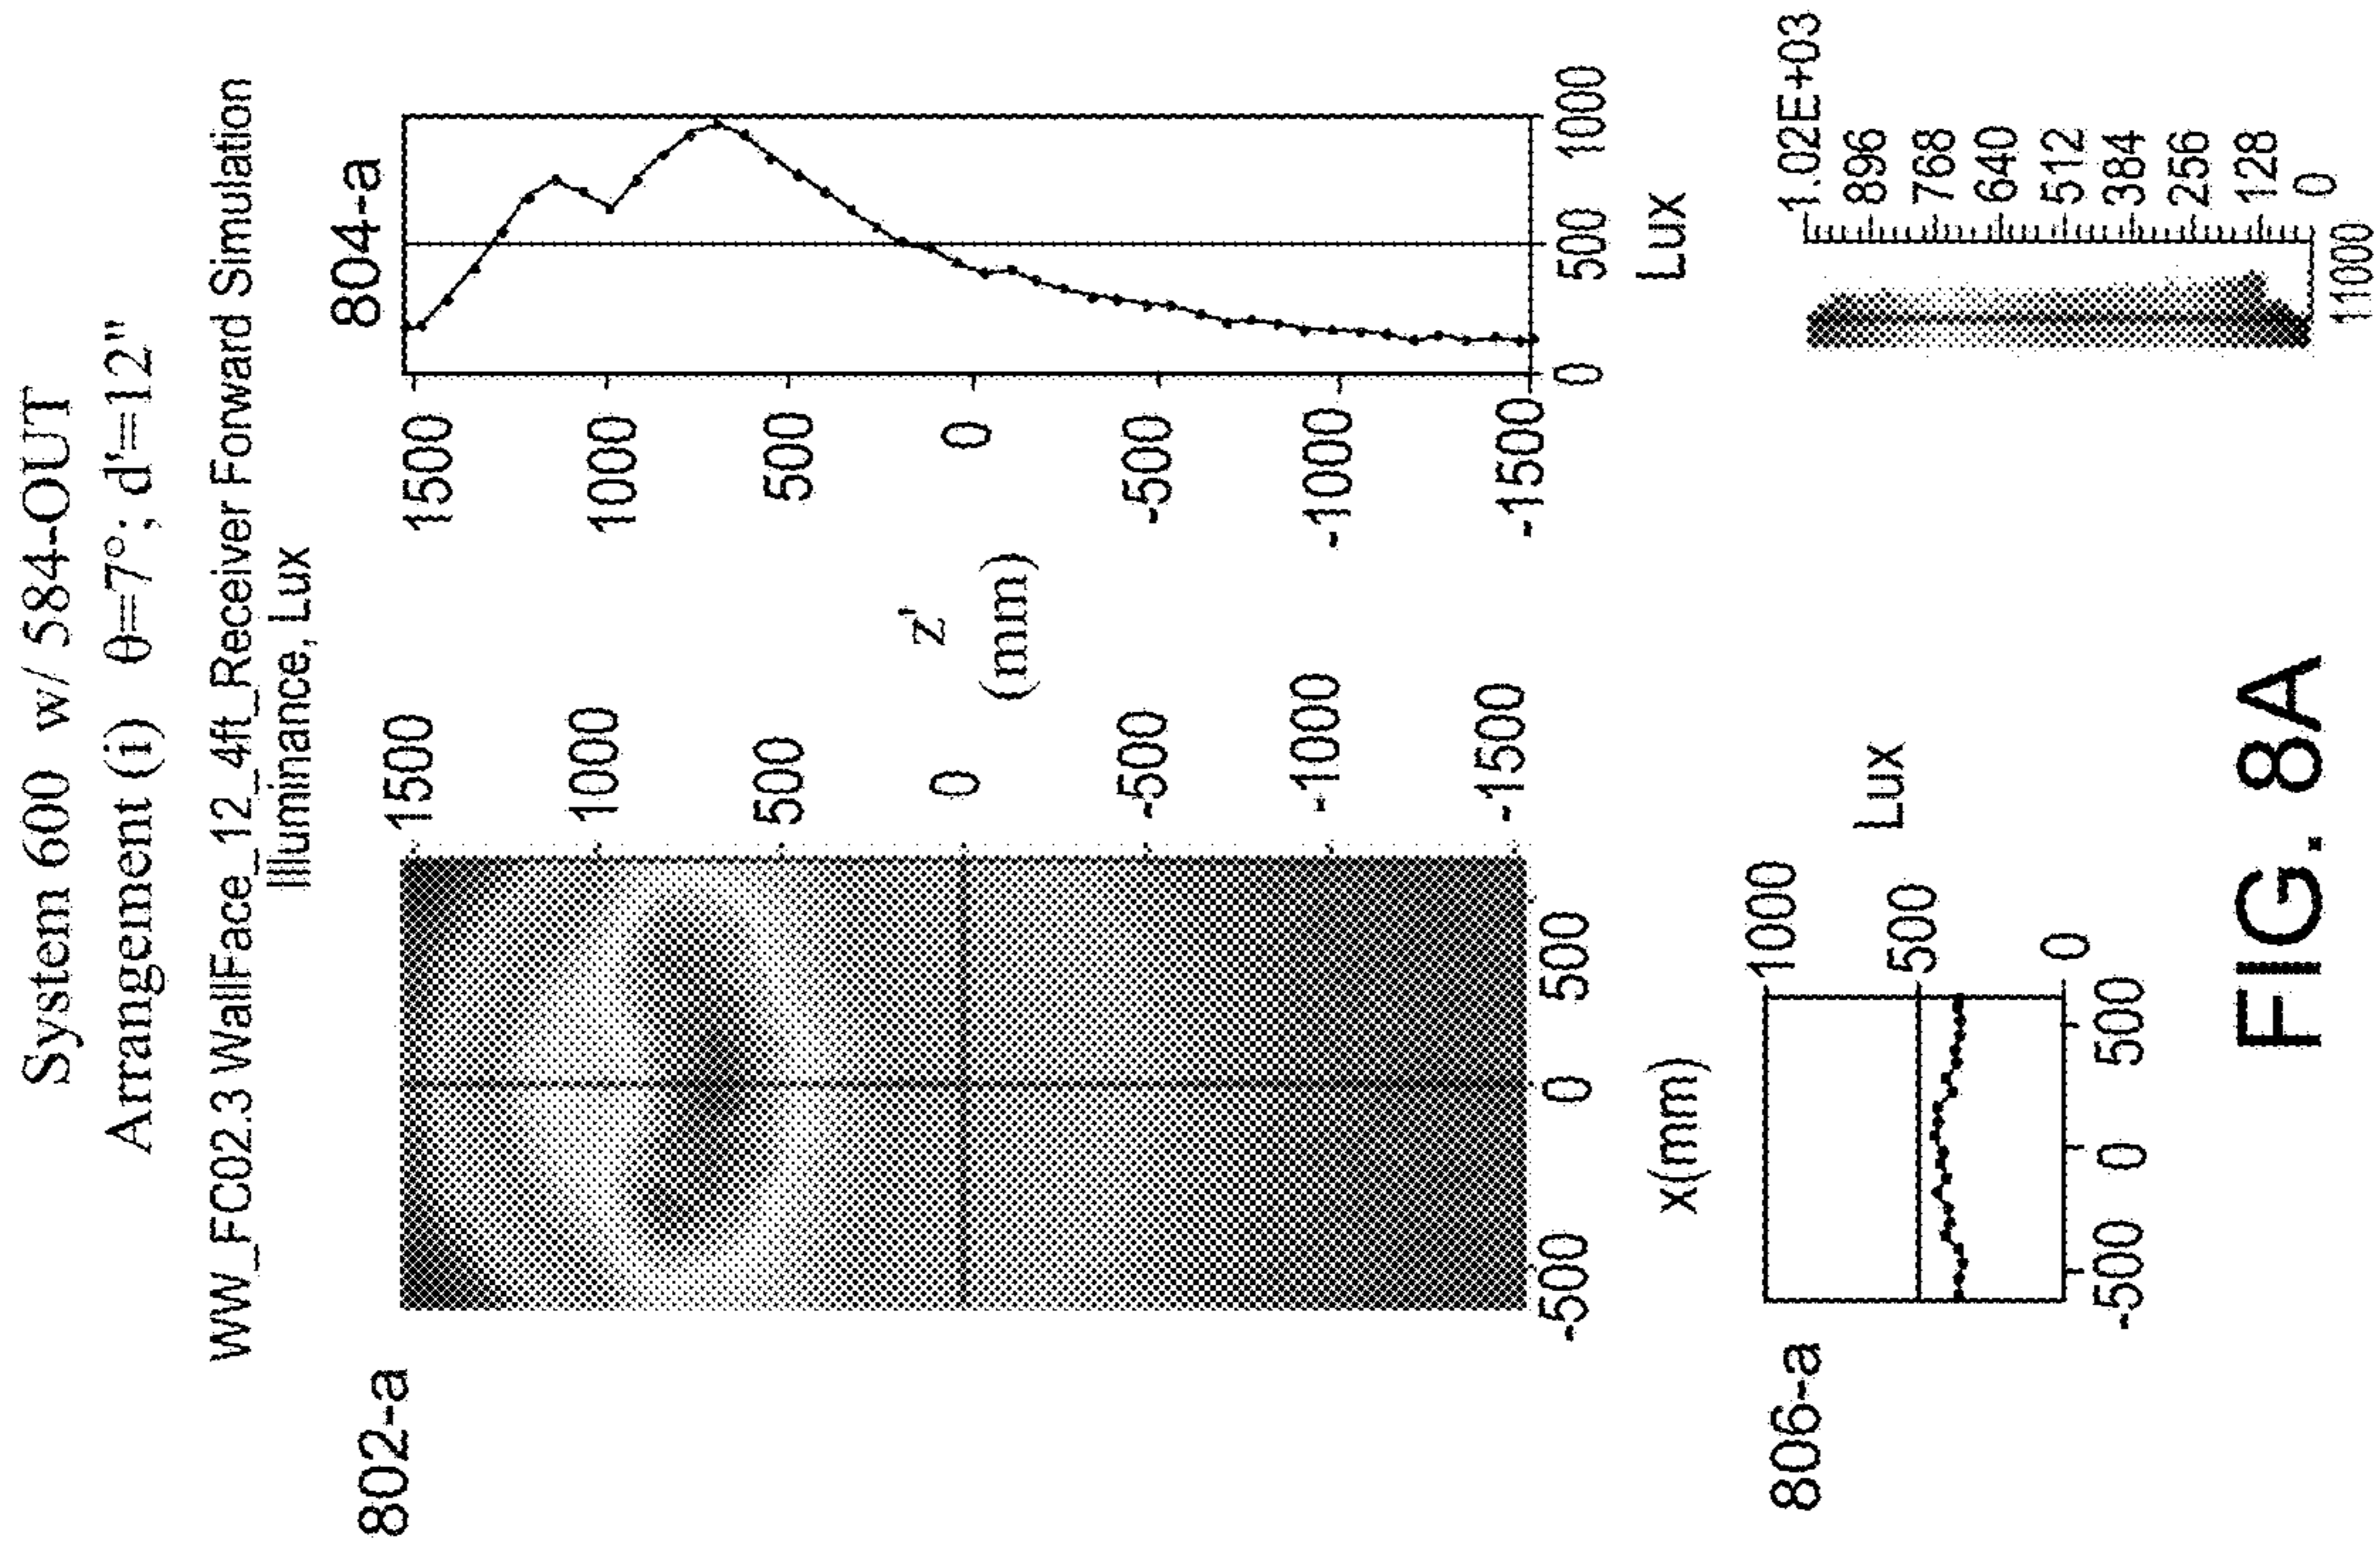 System 600 w/ 584-OUT
Arrangement (i) θ=7°; d'=12"
WW_FC02.3 WallFace_12_4ft_Receiver Forward Simulation
Illuminance, Lux
802-a
804-a
1500
1000
500
0
-500
-1000
-1500
z'
(mm)
1500
1000
500
0
-500
-1000
-1500
-500
0
500
x(mm)
0
500
1000
Lux
806-a
1000
500
0
Lux
-500
0
500
1.02E+03
896
768
640
512
384
256
128
0
11000
FIG. 8A